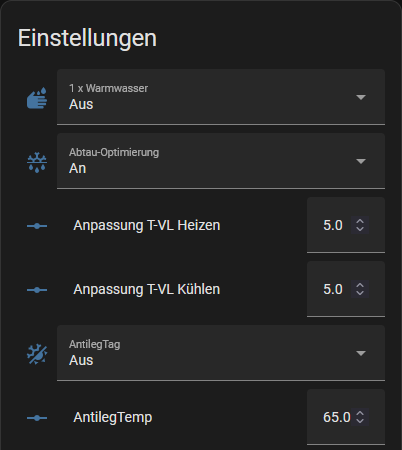 Einstellungen
1 x Warmwasser
Aus
Abtau-Optimierung
An
Anpassung T-VL Heizen 5.0
Anpassung T-VL Kühlen 5.0
AntilegTag
Aus
AntilegTemp 65.0